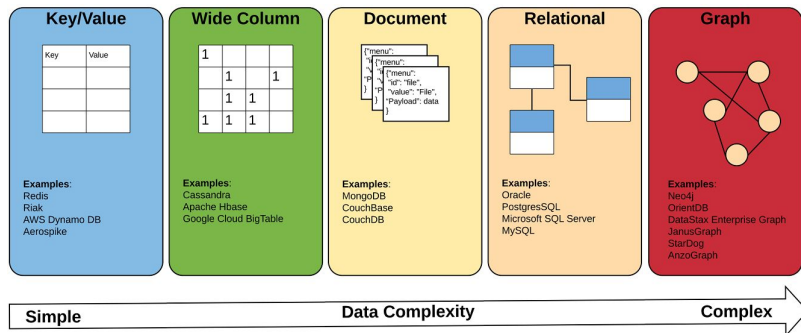 Key/Value
Key Value
Examples:
Redis
Riak
AWS Dynamo DB
Aerospike
Wide Column
1
1 1
1 1
1 1 1
Examples:
Cassandra
Apache Hbase
Google Cloud BigTable
Document
{"menu":
"i
"v
"P
}
{"menu":
"i
"V
"P
}
{"menu":
"id": "file",
"value": "File",
"Payload": data
}
Examples:
MongoDB
CouchBase
CouchDB
Relational
Examples:
Oracle
PostgresSQL
Microsoft SQL Server
MySQL
Graph
Examples:
Neo4j
OrientDB
DataStax Enterprise Graph
JanusGraph
StarDog
AnzoGraph
Simple Data Complexity Complex